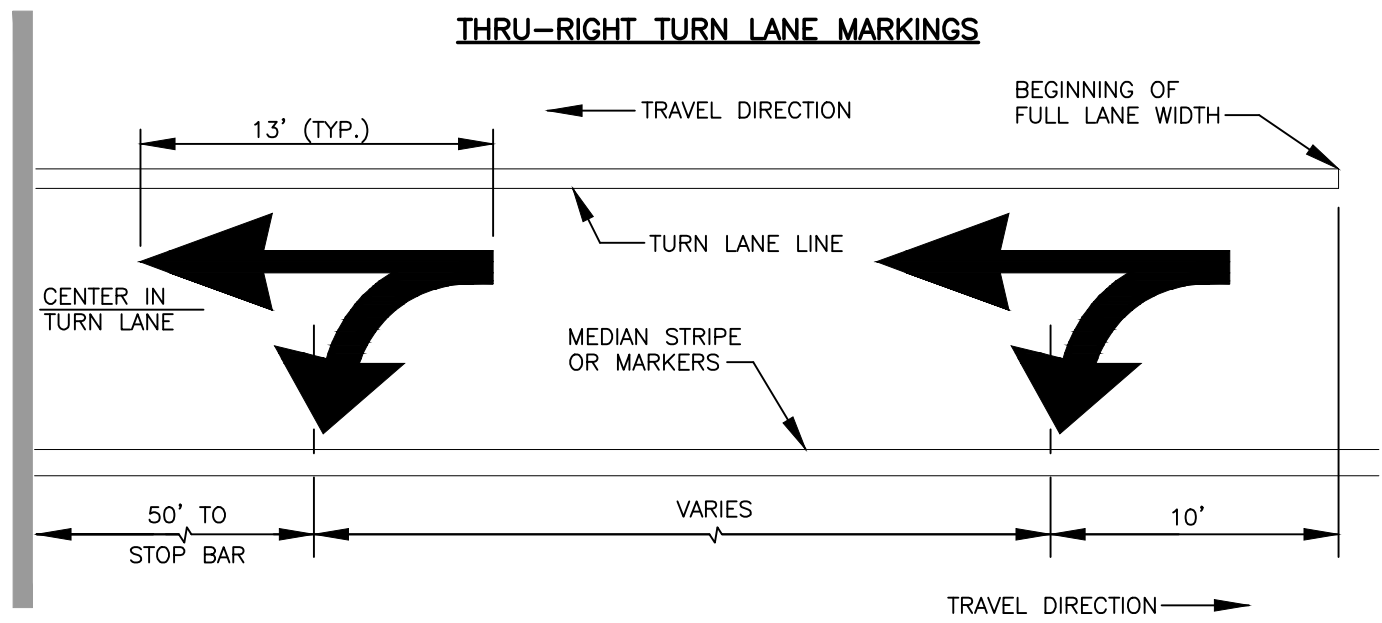 THRU-RIGHT TURN LANE MARKINGS
BEGINNING OF
FULL LANE WIDTH
TRAVEL DIRECTION
13' (TYP.)
TURN LANE LINE
CENTER IN
TURN LANE
MEDIAN STRIPE
OR MARKERS
50' TO
STOP BAR
VARIES
10'
TRAVEL DIRECTION